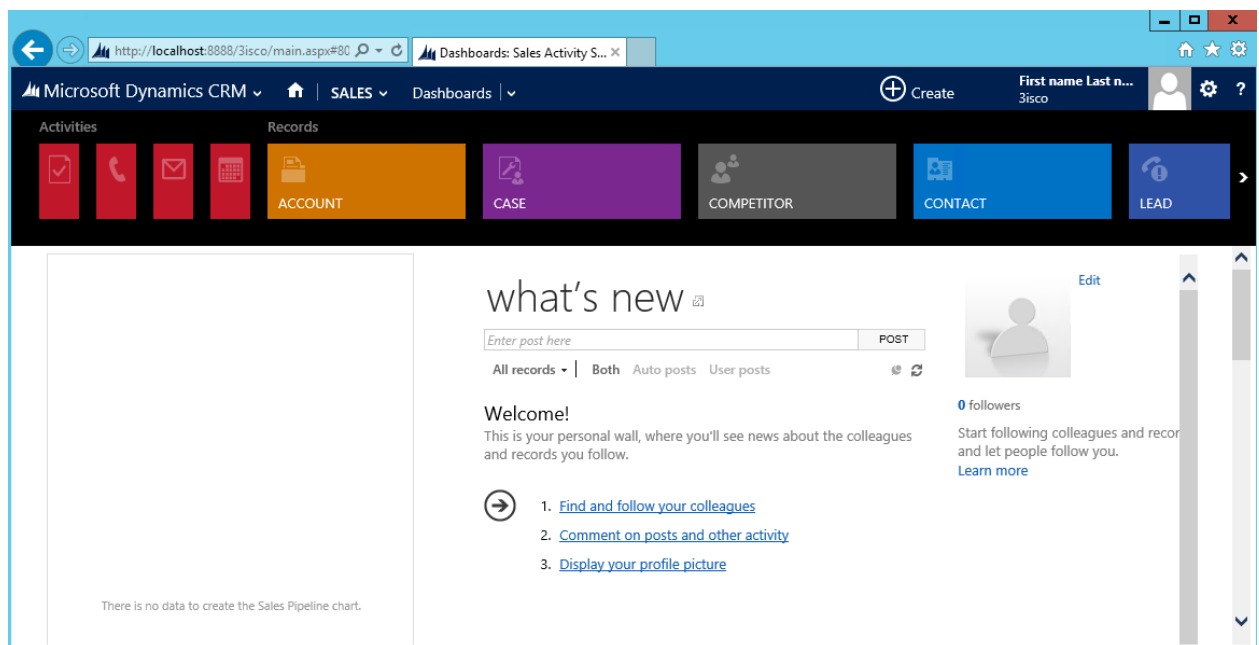 http://localhost:8888/3isco/main.aspx#80
Dashboards: Sales Activity S...
Microsoft Dynamics CRM
SALES
Dashboards
Create
First name Last n...
3isco
?
Activities
Records
ACCOUNT
CASE
COMPETITOR
CONTACT
LEAD
what's new
Edit
Enter post here
POST
All records
Both
Auto posts
User posts
Welcome!
This is your personal wall, where you'll see news about the colleagues
and records you follow.
0 followers
Start following colleagues and recor
and let people follow you.
Learn more
1. Find and follow your colleagues
2. Comment on posts and other activity
3. Display your profile picture
There is no data to create the Sales Pipeline chart.